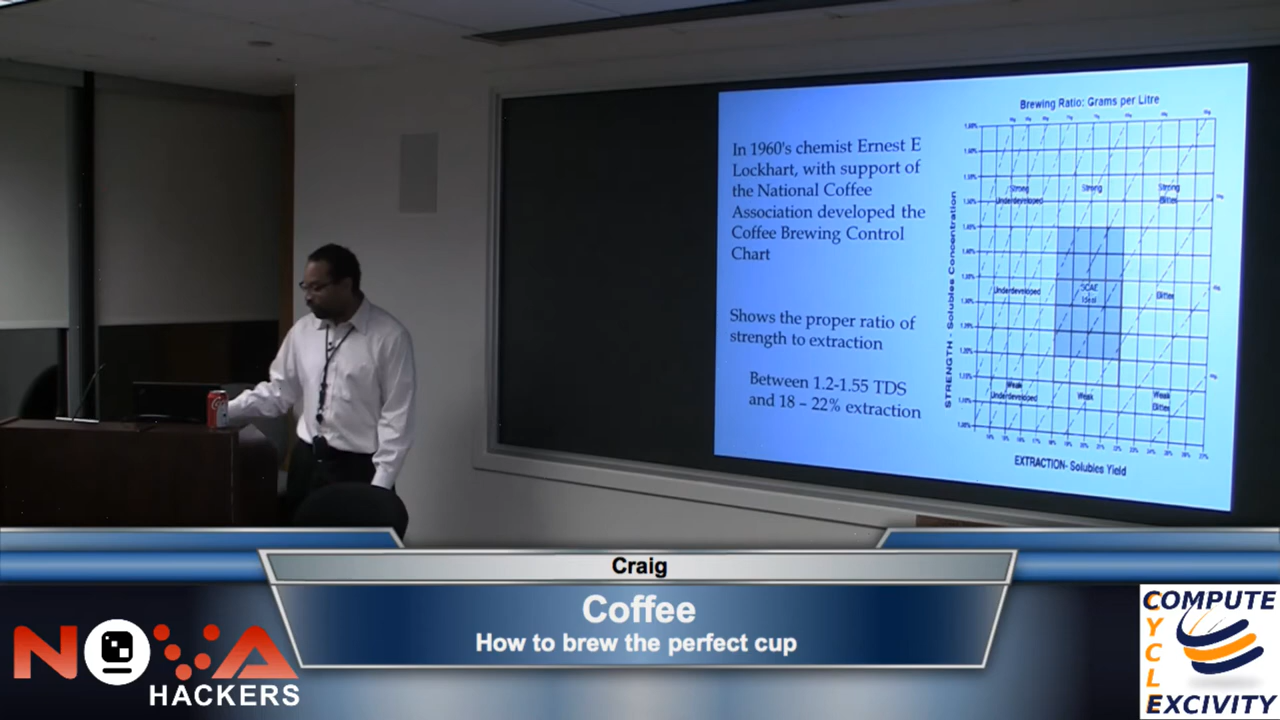 Brewing Ratio: Grams per Litre
In 1960's chemist Ernest E
Lockhart, with support of
the National Coffee
Association developed the
Coffee Brewing Control
Chart
Shows the proper ratio of
strength to extraction
Between 1.2-1.55 TDS
and 18 – 22% extraction
STRENGTH - Solubles Concentration
Strong
Underdeveloped
Strong
Strong
Bitter
Underdeveloped
SCAE
Ideal
Bitter
Weak
Underdeveloped
Weak
Weak
Bitter
EXTRACTION- Solubles Yield
Craig
Coffee
How to brew the perfect cup
NOVA
HACKERS
COMPUTE
CYCLE
EXCIVITY